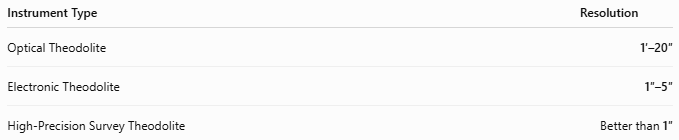 Instrument Type Resolution
Optical Theodolite 1′–20″
Electronic Theodolite 1″–5″
High-Precision Survey Theodolite Better than 1″